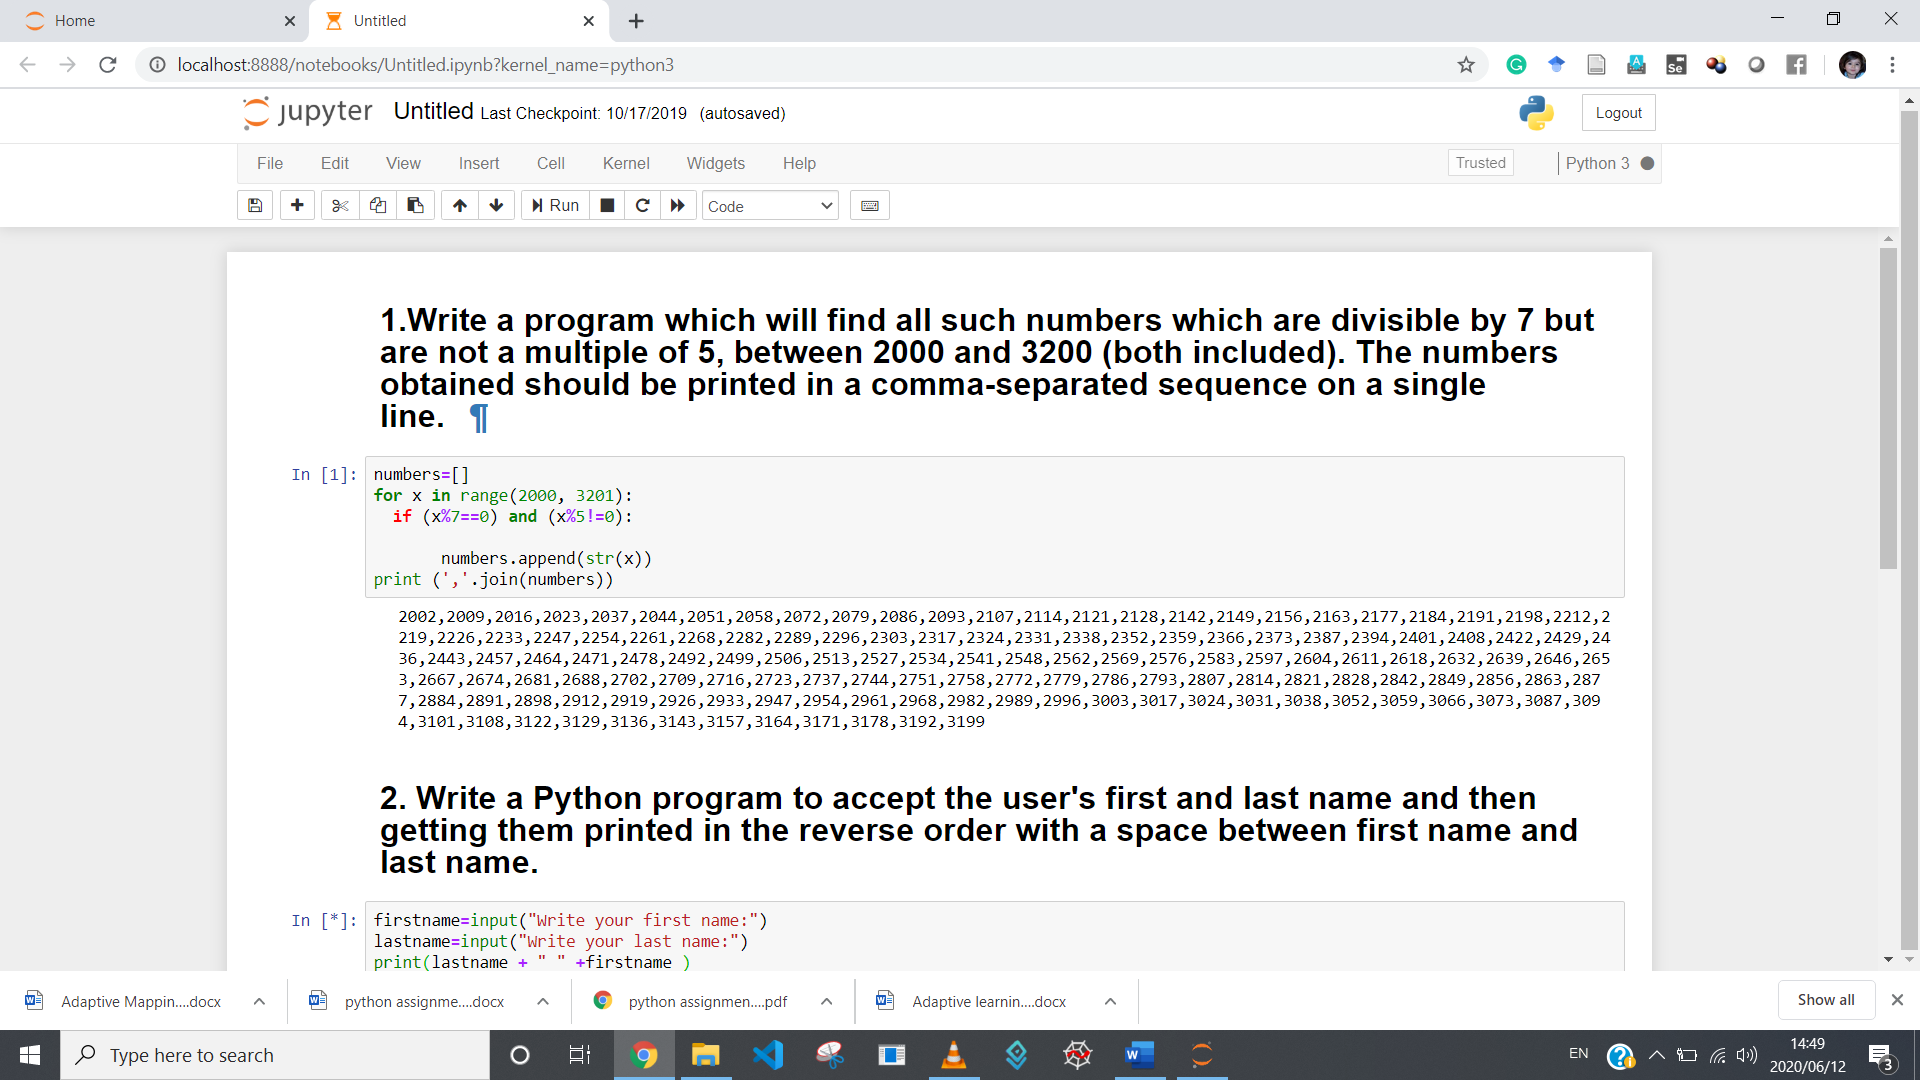 Home
Untitled
localhost:8888/notebooks/Untitled.ipynb?kernel_name=python3
jupyter Untitled Last Checkpoint: 10/17/2019 (autosaved)
Logout
File Edit View Insert Cell Kernel Widgets Help
Trusted
Python 3
Run
Code
1.Write a program which will find all such numbers which are divisible by 7 but
are not a multiple of 5, between 2000 and 3200 (both included). The numbers
obtained should be printed in a comma-separated sequence on a single
line. ¶
In [1]:
numbers=[]
for x in range(2000, 3201):
if (x%7==0) and (x%5!=0):
numbers.append(str(x))
print (','.join(numbers))
2002,2009,2016,2023,2037,2044,2051,2058,2072,2079,2086,2093,2107,2114,2121,2128,2142,2149,2156,2163,2177,2184,2191,2198,2212,2
219,2226,2233,2247,2254,2261,2268,2282,2289,2296,2303,2317,2324,2331,2338,2352,2359,2366,2373,2387,2394,2401,2408,2422,2429,24
36,2443,2457,2464,2471,2478,2492,2499,2506,2513,2527,2534,2541,2548,2562,2569,2576,2583,2597,2604,2611,2618,2632,2639,2646,265
3,2667,2674,2681,2688,2702,2709,2716,2723,2737,2744,2751,2758,2772,2779,2786,2793,2807,2814,2821,2828,2842,2849,2856,2863,287
7,2884,2891,2898,2912,2919,2926,2933,2947,2954,2961,2968,2982,2989,2996,3003,3017,3024,3031,3038,3052,3059,3066,3073,3087,309
4,3101,3108,3122,3129,3136,3143,3157,3164,3171,3178,3192,3199
2. Write a Python program to accept the user's first and last name and then
getting them printed in the reverse order with a space between first name and
last name.
In [*]:
firstname=input("Write your first name:")
lastname=input("Write your last name:")
print(lastname + " " +firstname )
Adaptive Mappin....docx
python assignme....docx
python assignmen....pdf
Adaptive learnin....docx
Show all
Type here to search
EN
14:49
2020/06/12
3